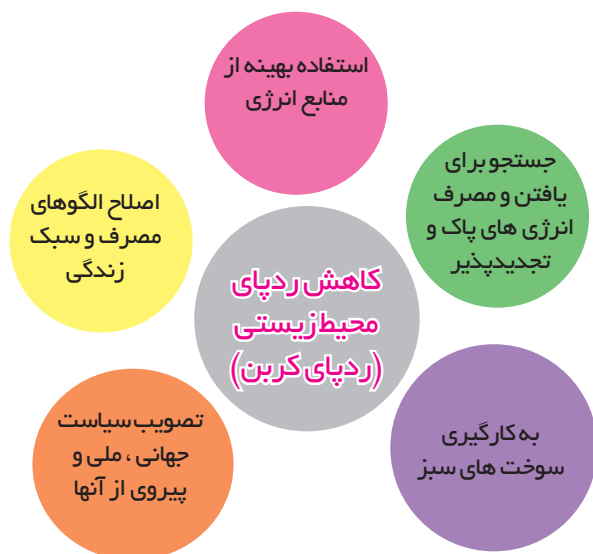 استفاده بهینه از
منابع انرژی
جستجو برای
یافتن و مصرف
انرژی های پاک و
تجدیدپذیر
اصلاح الگوهای
مصرف و سبک
زندگی
کاهش ردپای
محیط‌زیستی
(ردپای کربن)
تصویب سیاست
جهانی ، ملی و
پیروی از آنها
به کارگیری
سوخت های سبز